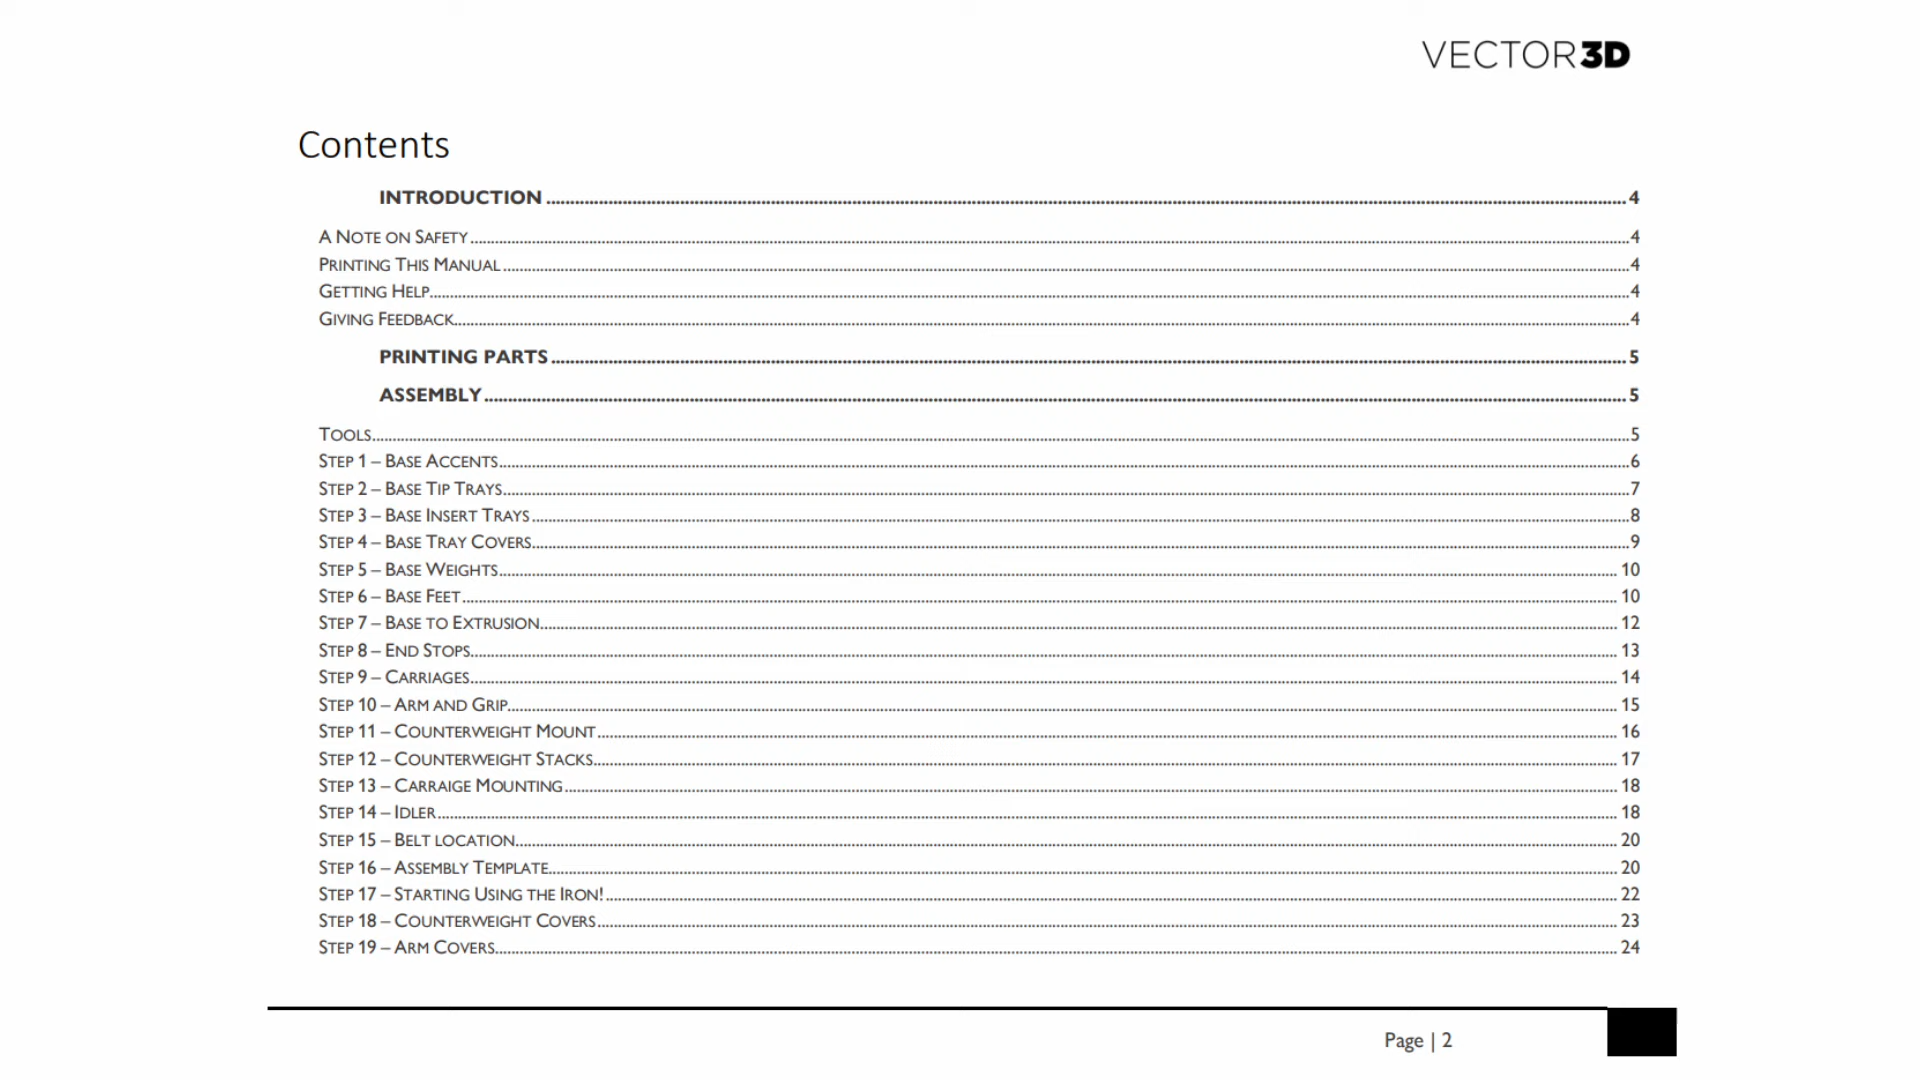 VECTOR3D
Contents
INTRODUCTION 4
A Note on Safety 4
Printing This Manual 4
Getting Help 4
Giving Feedback 4
PRINTING PARTS 5
ASSEMBLY 5
Tools 5
Step 1 – Base Accents 6
Step 2 – Base Tip Trays 7
Step 3 – Base Insert Trays 8
Step 4 – Base Tray Covers 9
Step 5 – Base Weights 10
Step 6 – Base Feet 10
Step 7 – Base to Extrusion 12
Step 8 – End Stops 13
Step 9 – Carriages 14
Step 10 – Arm and Grip 15
Step 11 – Counterweight Mount 16
Step 12 – Counterweight Stacks 17
Step 13 – Carraige Mounting 18
Step 14 – Idler 18
Step 15 – Belt location 20
Step 16 – Assembly Template 20
Step 17 – Starting Using the Iron! 22
Step 18 – Counterweight Covers 23
Step 19 – Arm Covers 24
Page | 2